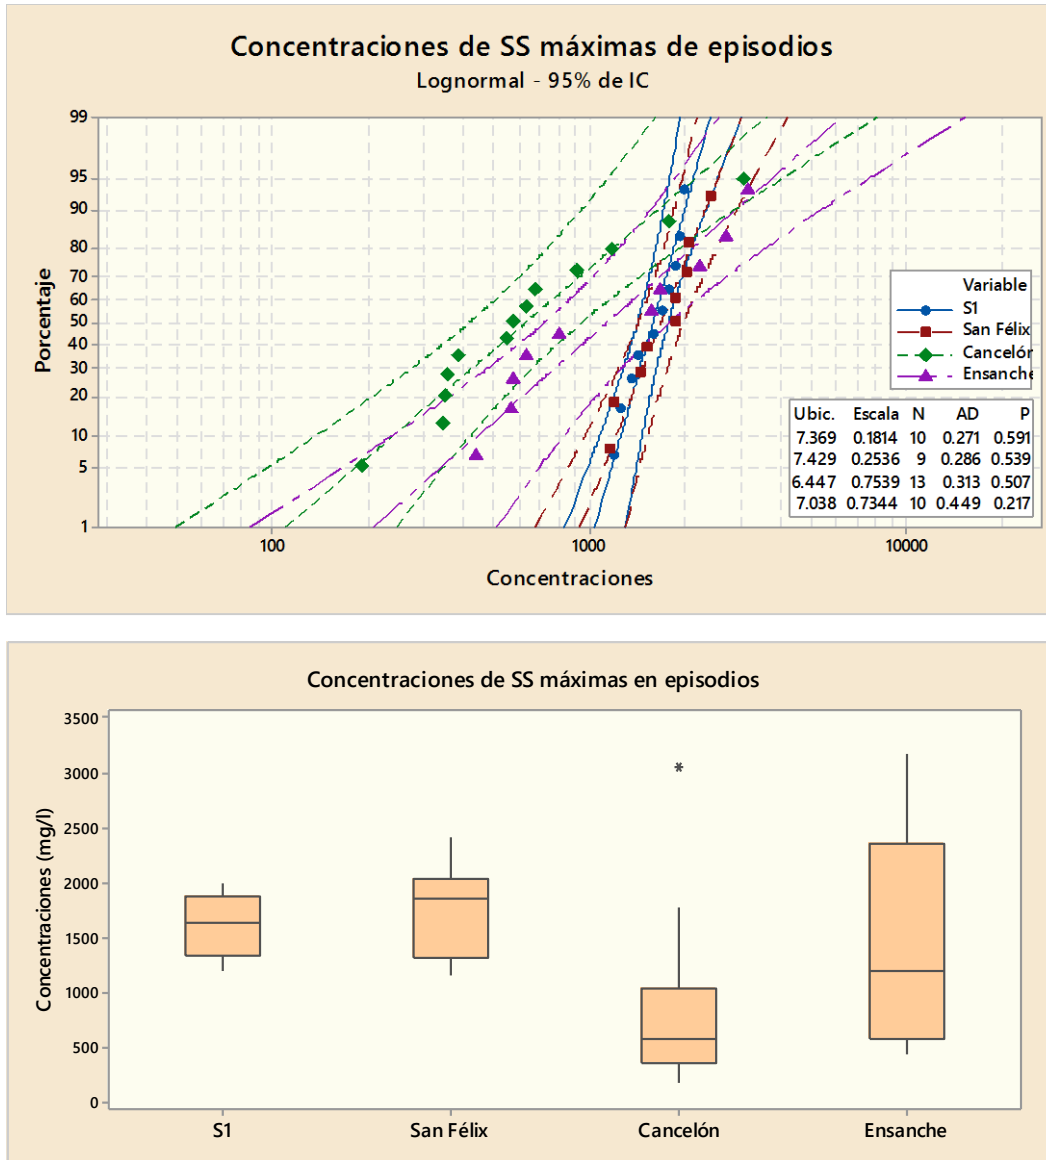 Concentraciones de SS máximas de episodios
Lognormal - 95% de IC
Porcentaje
99
95
90
80
70
60
50
40
30
20
10
5
1
100
1000
10000
Concentraciones
Variable
S1
San Félix
Cancelón
Ensanche
Ubic. Escala N AD P
7.369 0.1814 10 0.271 0.591
7.429 0.2536 9 0.286 0.539
6.447 0.7539 13 0.313 0.507
7.038 0.7344 10 0.449 0.217
Concentraciones de SS máximas en episodios
Concentraciones (mg/l)
3500
3000
2500
2000
1500
1000
500
0
S1
San Félix
Cancelón
Ensanche